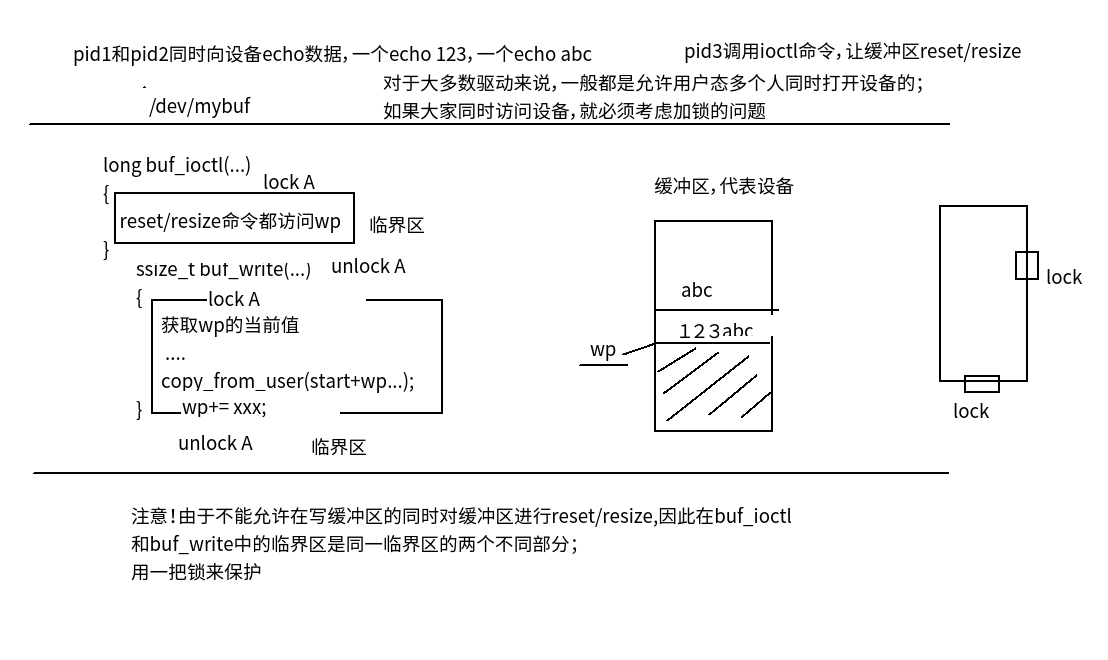 pid1和pid2同时向设备echo数据，一个echo 123，一个echo abc
pid3调用ioctl命令，让缓冲区reset/resize
对于大多数驱动来说，一般都是允许用户态多个人同时打开设备的；
/dev/mybuf
如果大家同时访问设备，就必须考虑加锁的问题
long buf_ioctl(...)
lock A
{
reset/resize命令都访问wp
临界区
}
ssize_t buf_write(...)
unlock A
{
lock A
获取wp的当前值
....
copy_from_user(start+wp...);
}
wp+= xxx;
unlock A
临界区
缓冲区，代表设备
abc
１２３abc
wp
lock
lock
注意！由于不能允许在写缓冲区的同时对缓冲区进行reset/resize,因此在buf_ioctl
和buf_write中的临界区是同一临界区的两个不同部分；
用一把锁来保护